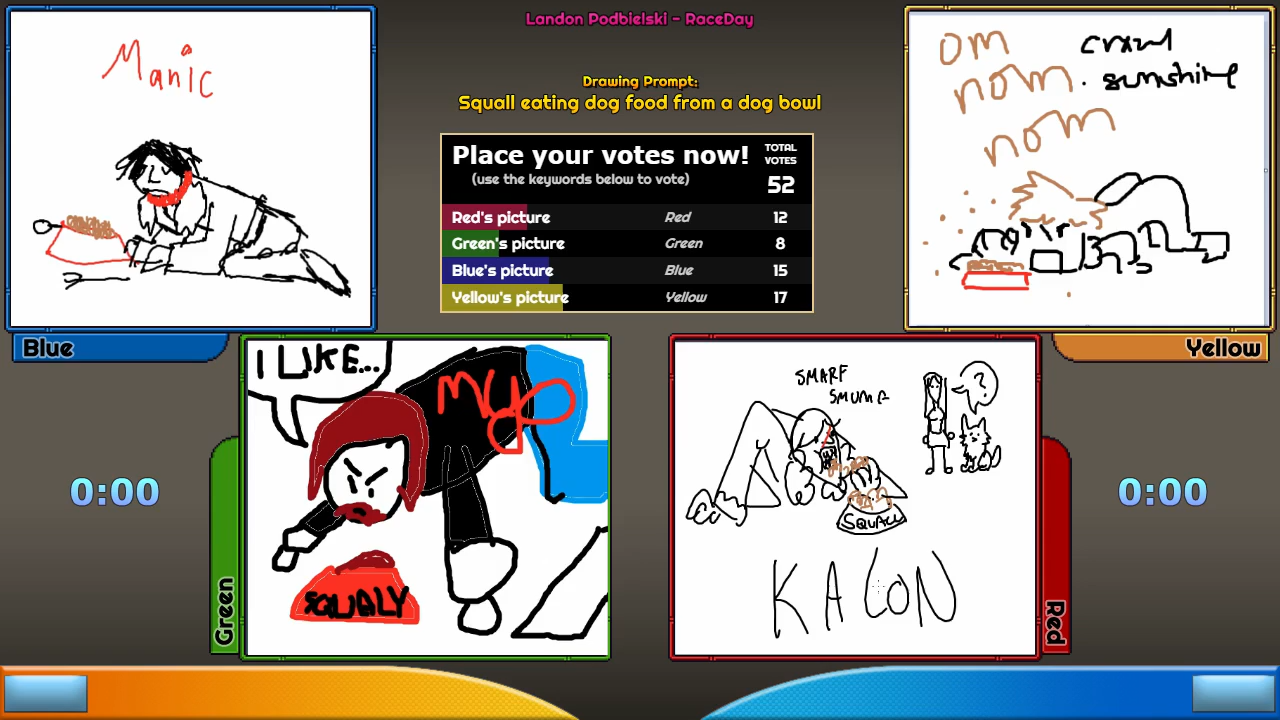 Landon Podbielski - RaceDay
Drawing Prompt:
Squall eating dog food from a dog bowl
Place your votes now!
(use the keywords below to vote)
TOTAL VOTES
52
Red's picture Red 12
Green's picture Green 8
Blue's picture Blue 15
Yellow's picture Yellow 17
Manic
Blue
om
nom
nom
sunshine
Yellow
0:00
I LIKE...
SQUALY
Green
SMARF
?
SQUALL
KALON
Red
0:00